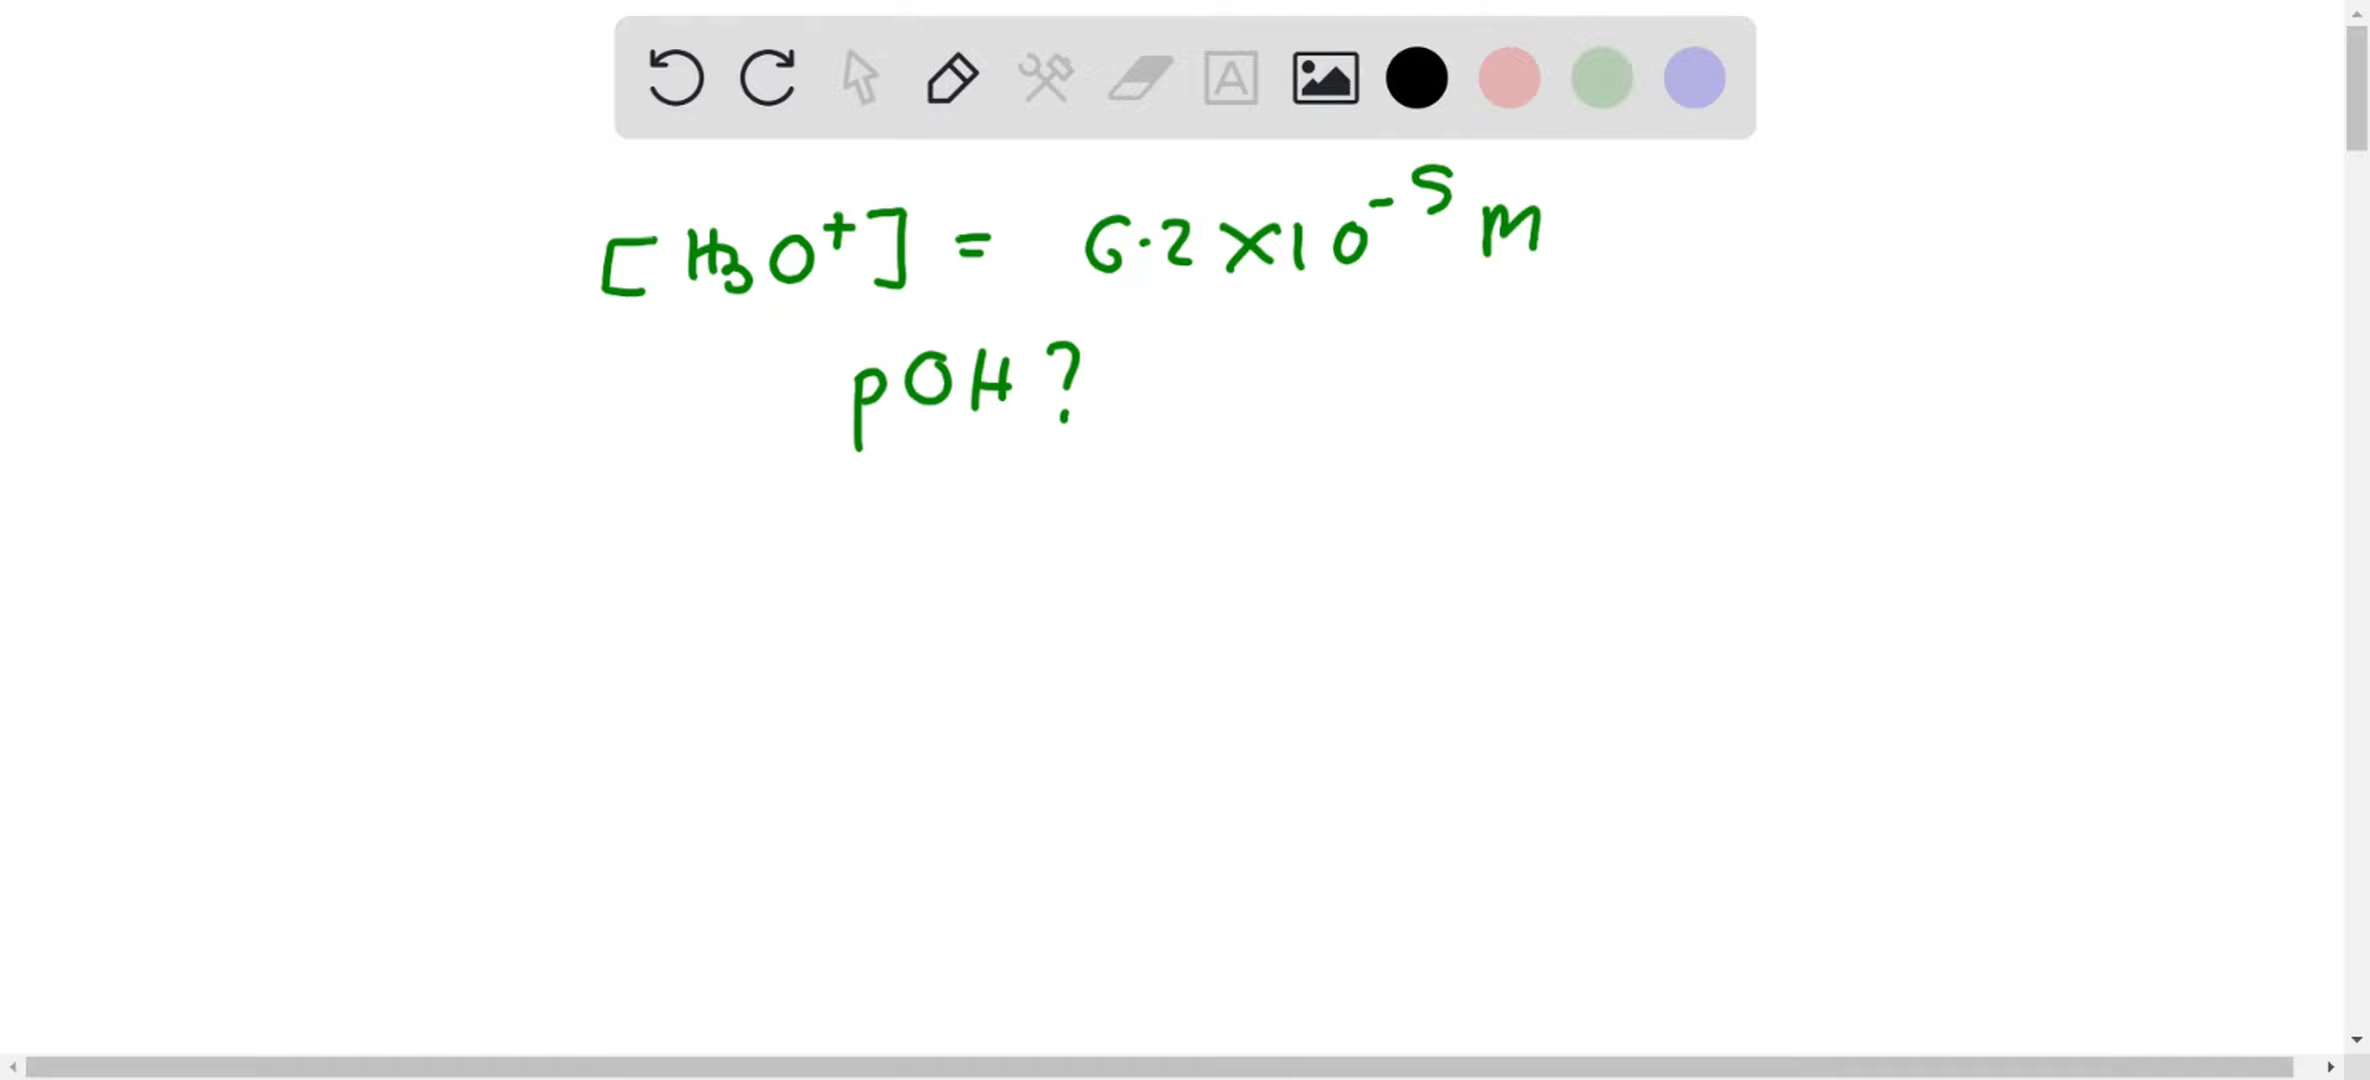 A
[H₃O⁺] = 6.2 × 10⁻⁵ M
pOH?